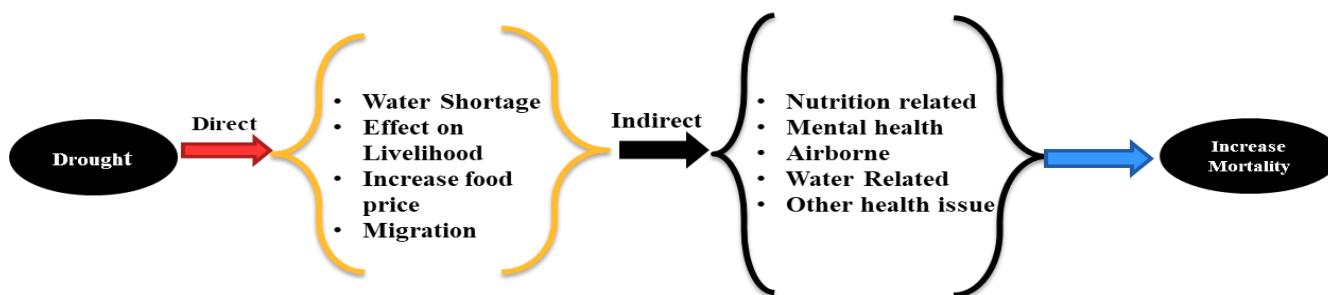 Drought
Direct
• Water Shortage
• Effect on
Livelihood
• Increase food
price
• Migration
Indirect
• Nutrition related
• Mental health
• Airborne
• Water Related
• Other health issue
Increase
Mortality